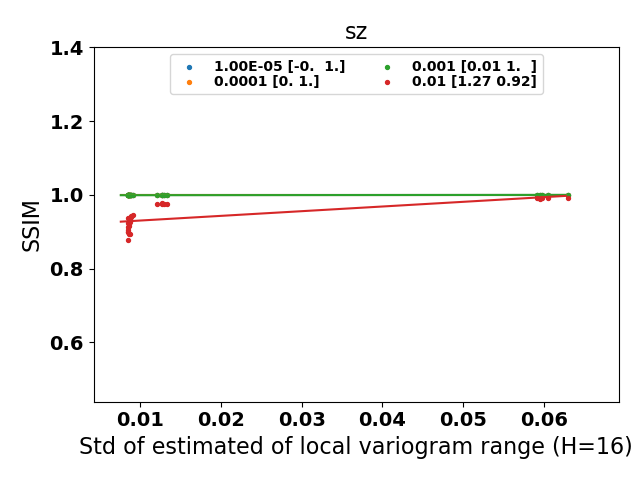 sz
1.00E-05 [-0.  1.]
0.0001 [0. 1.]
0.001 [0.01 1.  ]
0.01 [1.27 0.92]
1.4
1.2
1.0
0.8
0.6
SSIM
0.01 0.02 0.03 0.04 0.05 0.06
Std of estimated of local variogram range (H=16)